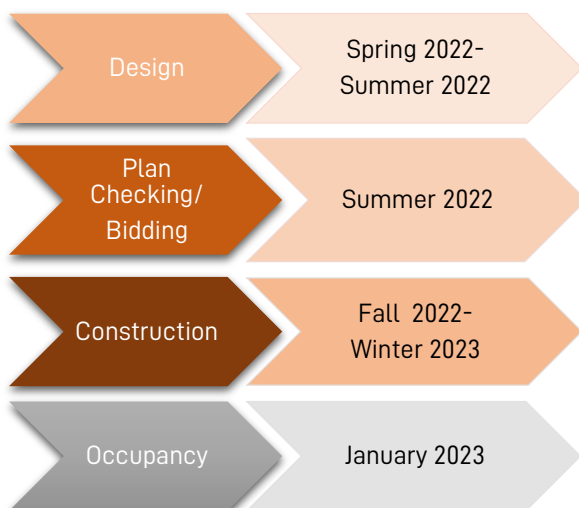 Design
Spring 2022-
Summer 2022
Plan
Checking/
Bidding
Summer 2022
Construction
Fall 2022-
Winter 2023
Occupancy
January 2023